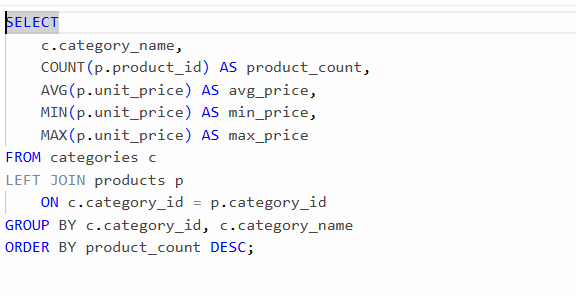 SELECT
    c.category_name,
    COUNT(p.product_id) AS product_count,
    AVG(p.unit_price) AS avg_price,
    MIN(p.unit_price) AS min_price,
    MAX(p.unit_price) AS max_price
FROM categories c
LEFT JOIN products p
    ON c.category_id = p.category_id
GROUP BY c.category_id, c.category_name
ORDER BY product_count DESC;